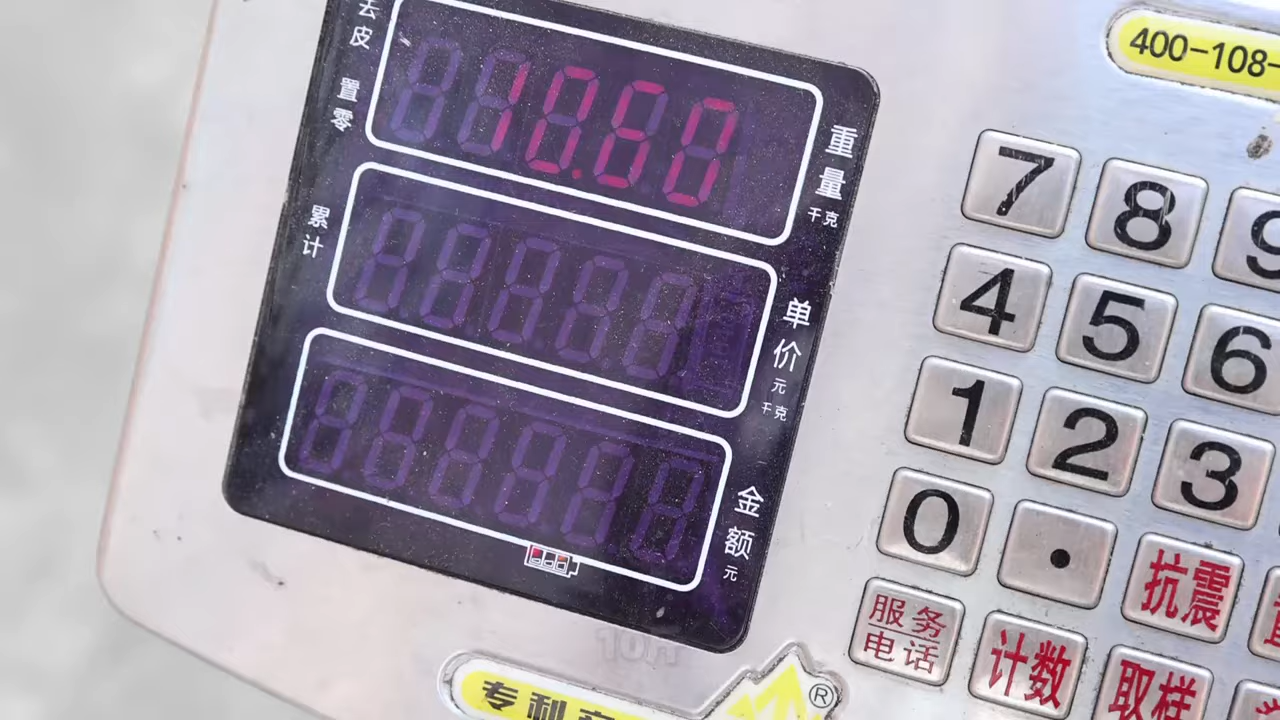 去皮 置零
重量 千克
累计
单价 元 千克
金额 元
400-108-
7 8 9
4 5 6
1 2 3
0 .
抗震
服务电话
计数
取样
专利
®